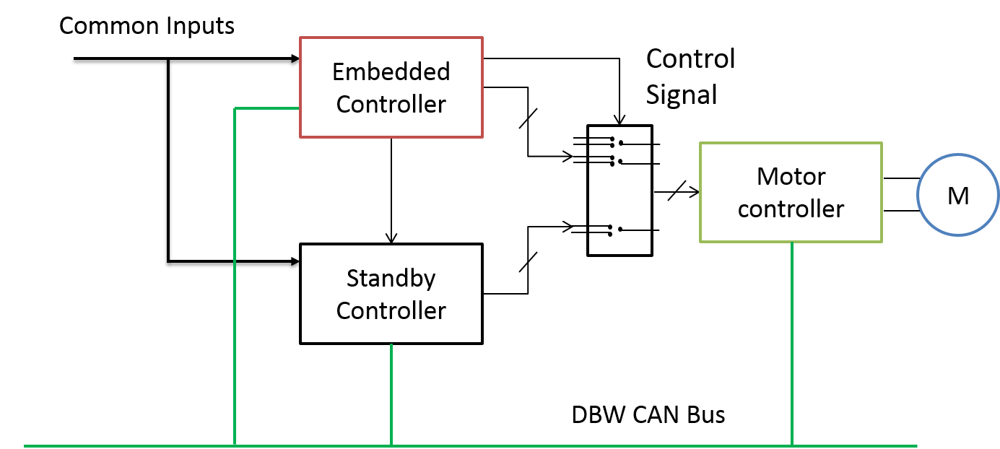 Common Inputs
Embedded
Controller
Control
Signal
Motor
controller
M
Standby
Controller
DBW CAN Bus